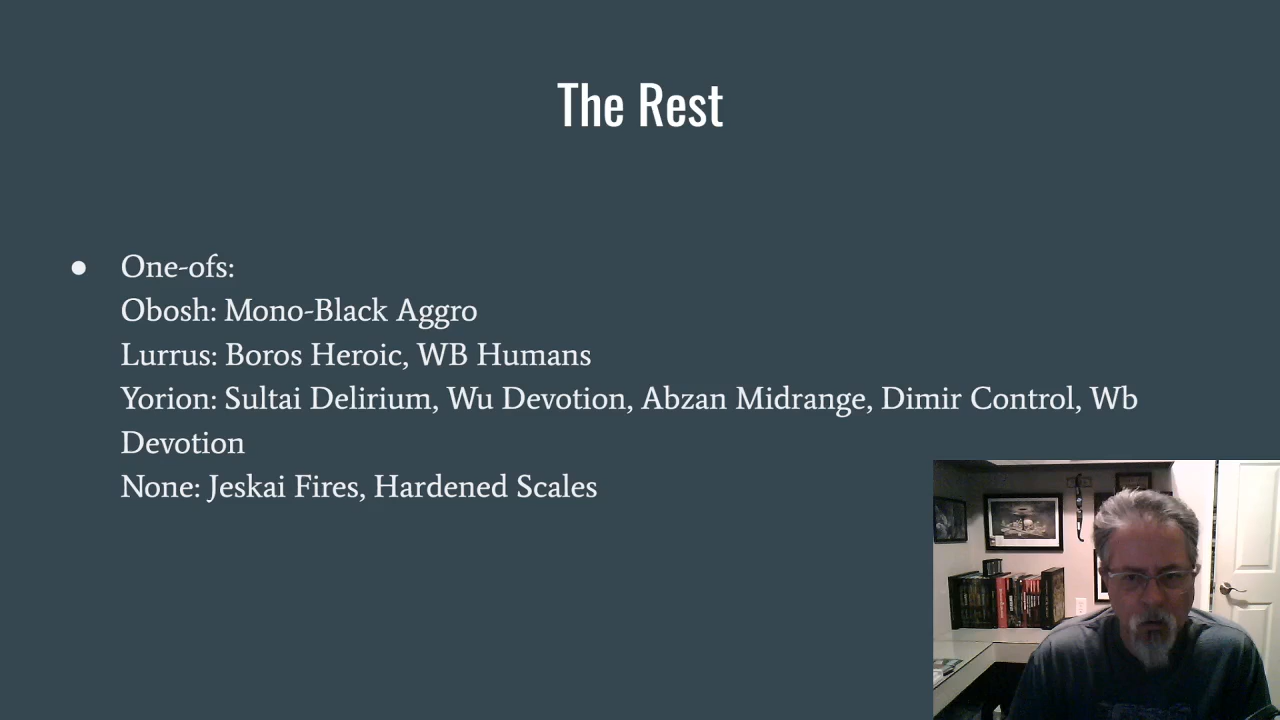 The Rest
● One-ofs:
Obosh: Mono-Black Aggro
Lurrus: Boros Heroic, WB Humans
Yorion: Sultai Delirium, Wu Devotion, Abzan Midrange, Dimir Control, Wb
Devotion
None: Jeskai Fires, Hardened Scales